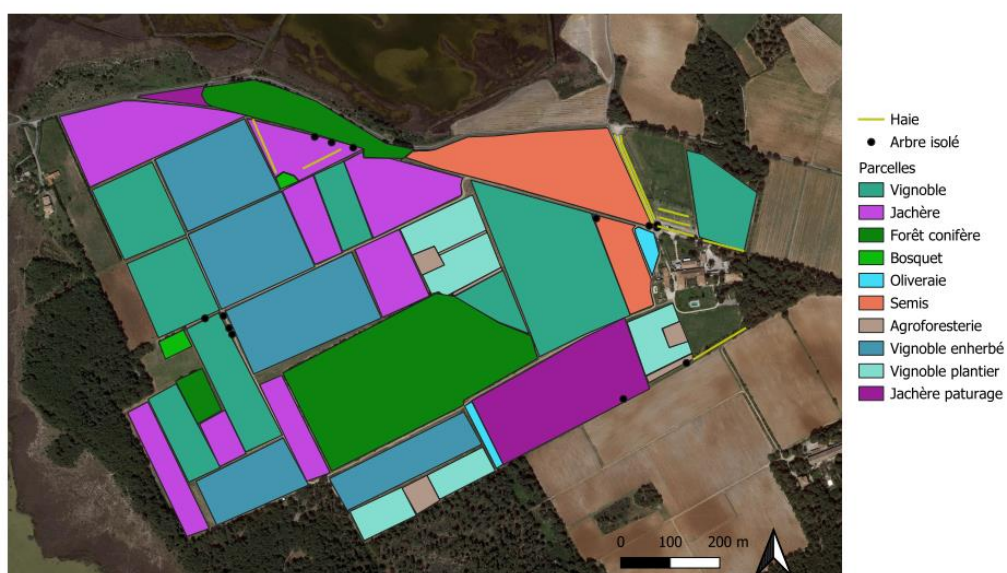 Haie
Arbre isolé
Parcelles
Vignoble
Jachère
Forêt conifère
Bosquet
Oliveraie
Semis
Agroforesterie
Vignoble enherbé
Vignoble plantier
Jachère paturage
0 100 200 m